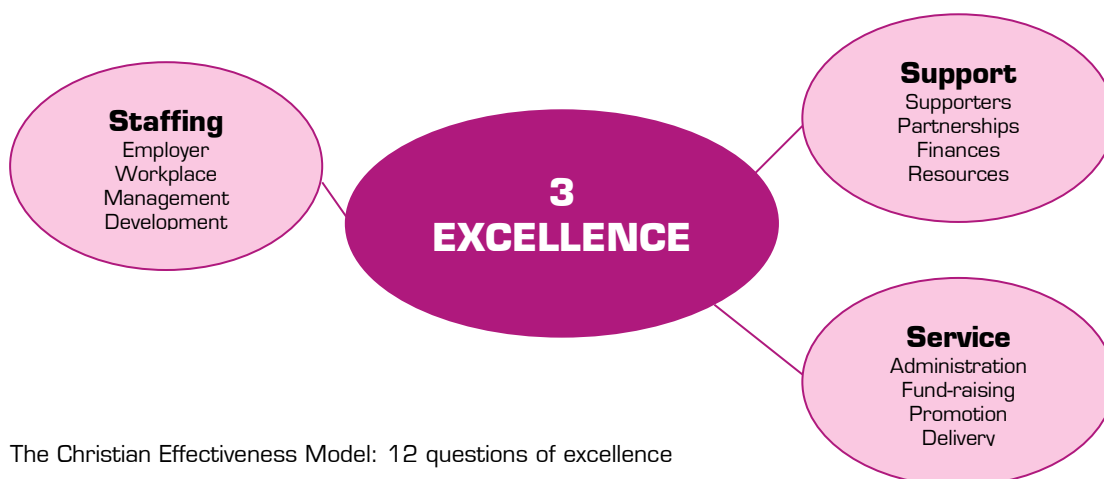 Staffing
Employer
Workplace
Management
Development
3
EXCELLENCE
Support
Supporters
Partnerships
Finances
Resources
Service
Administration
Fund-raising
Promotion
Delivery
The Christian Effectiveness Model: 12 questions of excellence